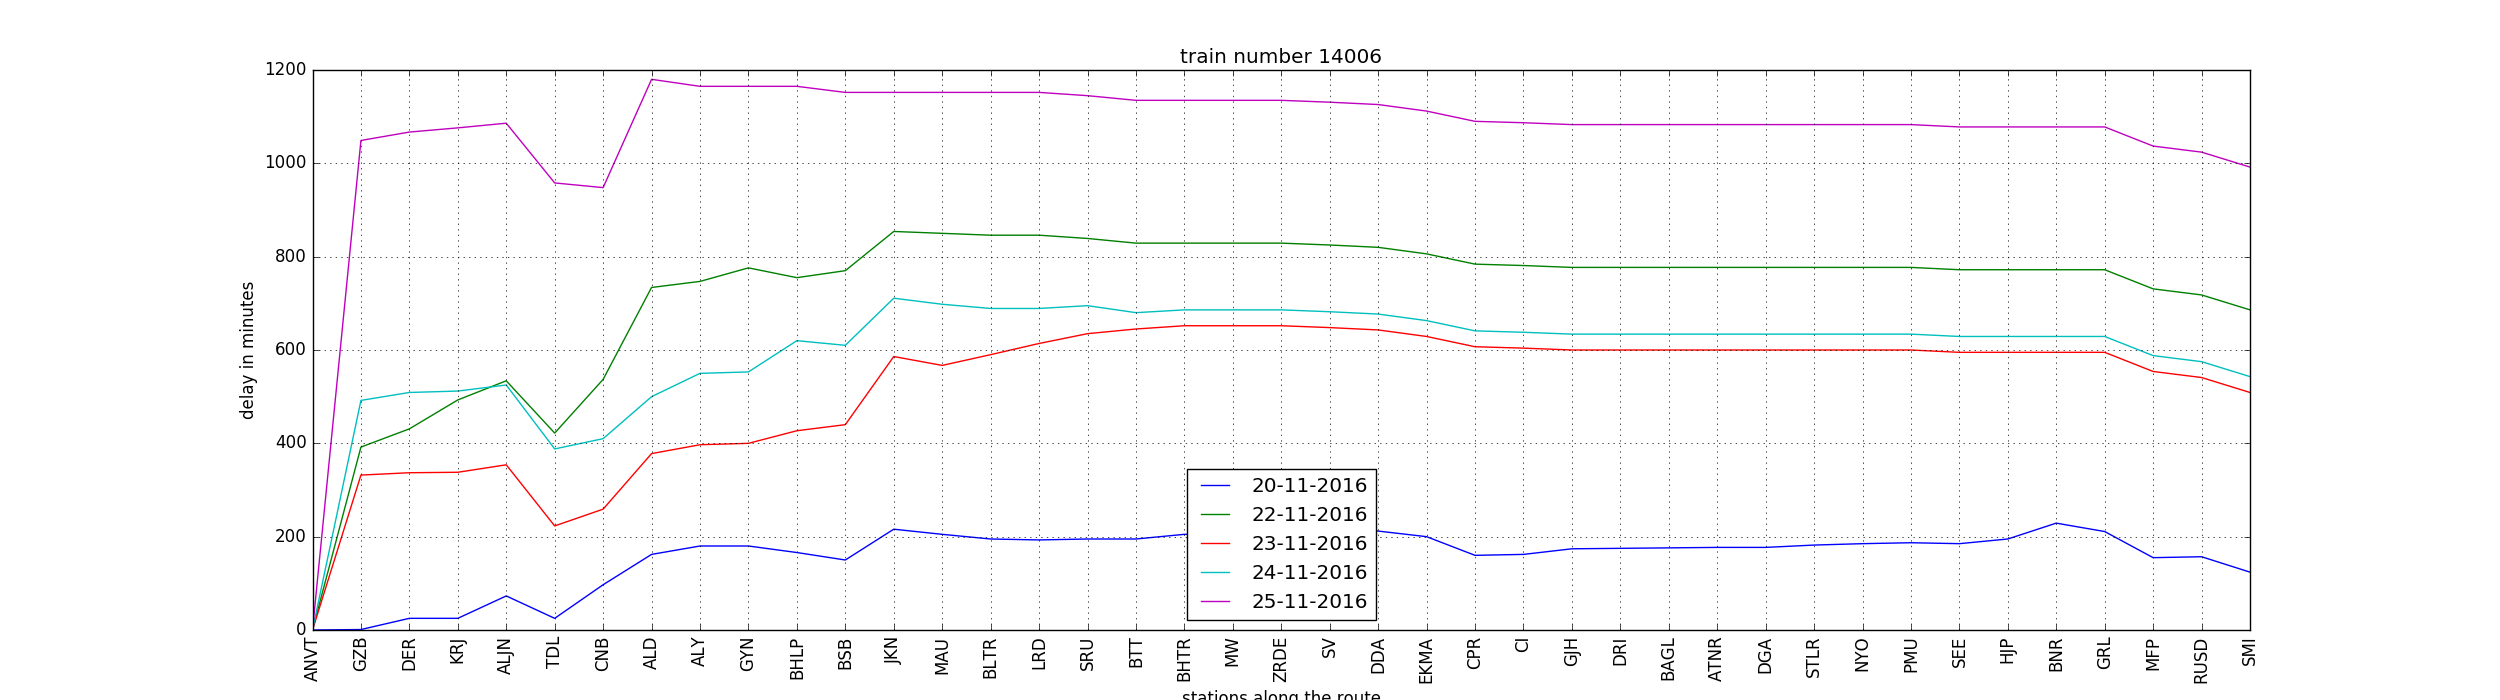 train number 14006
1200
1000
800
600
400
200
0
delay in minutes
20-11-2016
22-11-2016
23-11-2016
24-11-2016
25-11-2016
ANVT
GZB
DER
KRJ
ALJN
TDL
CNB
ALD
ALY
GYN
BHLP
BSB
JKN
MAU
BLTR
LRD
SRU
BTT
BHTR
MW
ZRDE
SV
DDA
EKMA
CPR
CI
GJH
DRI
BAGL
ATNR
DGA
STLR
NYO
PMU
SEE
HJP
BNR
GRL
MFP
RUSD
SMI
stations along the route